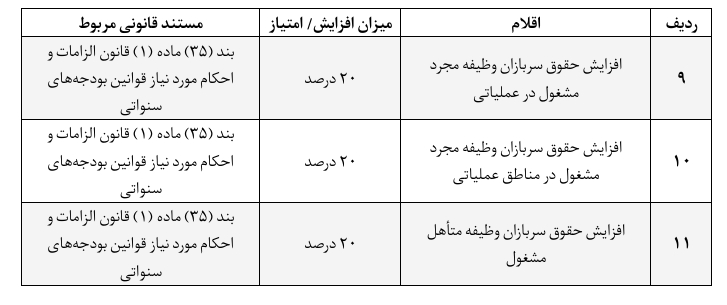 ردیف اقلام میزان افزایش/ امتیاز مستند قانونی مربوط
۹
افزایش حقوق سربازان وظیفه مجرد
مشغول در عملیاتی
۲۰ درصد
بند (۳۵) ماده (۱) قانون الزامات و
احکام مورد نیاز قوانین بودجه‌های
سنواتی
۱۰
افزایش حقوق سربازان وظیفه مجرد
مشغول در مناطق عملیاتی
۲۰ درصد
بند (۳۵) ماده (۱) قانون الزامات و
احکام مورد نیاز قوانین بودجه‌های
سنواتی
۱۱
افزایش حقوق سربازان وظیفه متأهل
مشغول
۲۰ درصد
بند (۳۵) ماده (۱) قانون الزامات و
احکام مورد نیاز قوانین بودجه‌های
سنواتی